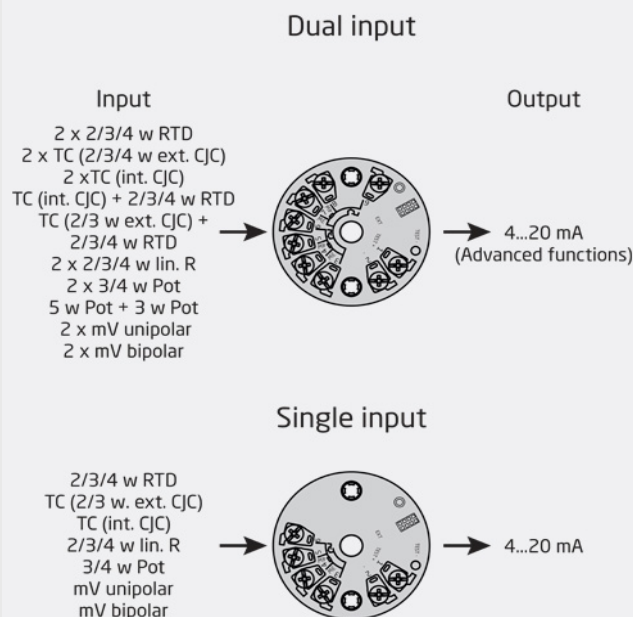 Dual input
Input
Output
2 x 2/3/4 w RTD
2 x TC (2/3/4 w ext. CJC)
2 xTC (int. CJC)
TC (int. CJC) + 2/3/4 w RTD
TC (2/3 w ext. CJC) +
2/3/4 w RTD
2 x 2/3/4 w lin. R
2 x 3/4 w Pot
5 w Pot + 3 w Pot
2 x mV unipolar
2 x mV bipolar
4...20 mA
(Advanced functions)
Single input
2/3/4 w RTD
TC (2/3 w. ext. CJC)
TC (int. CJC)
2/3/4 w lin. R
3/4 w Pot
mV unipolar
mV bipolar
4...20 mA